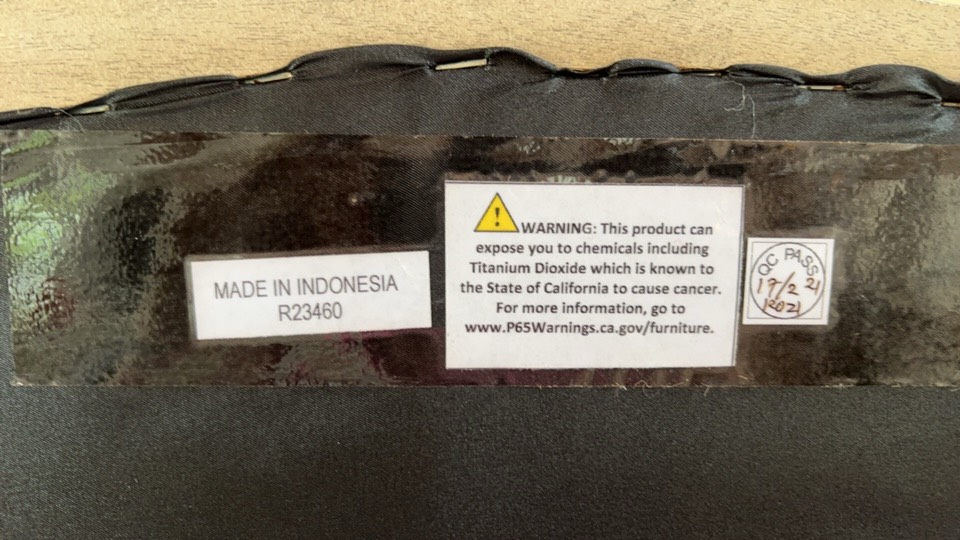 MADE IN INDONESIA
R23460
WARNING: This product can
expose you to chemicals including
Titanium Dioxide which is known to
the State of California to cause cancer.
For more information, go to
www.P65Warnings.ca.gov/furniture.
QC PASS
17/2 21